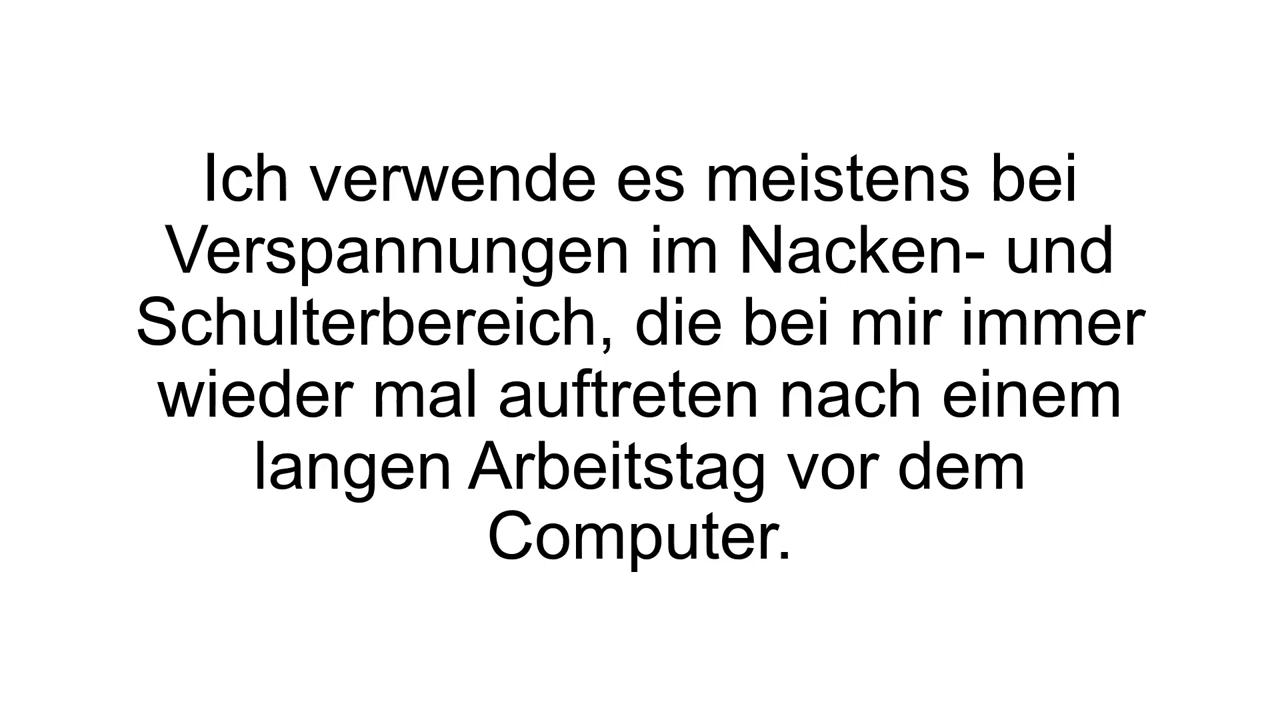 Ich verwende es meistens bei
Verspannungen im Nacken- und
Schulterbereich, die bei mir immer
wieder mal auftreten nach einem
langen Arbeitstag vor dem
Computer.